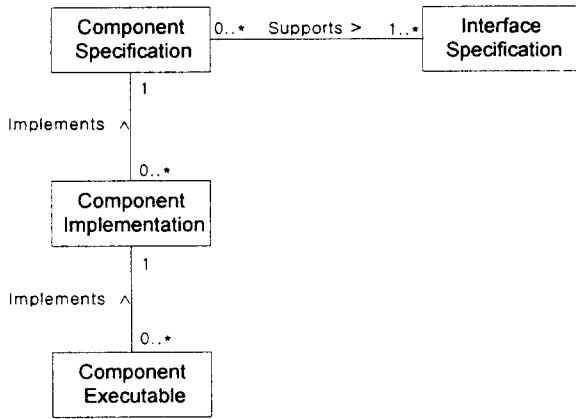 Component
Specification
0..* Supports > 1..*
Interface
Specification
1
Implements ^
0..*
Component
Implementation
1
Implements ^
0..*
Component
Executable